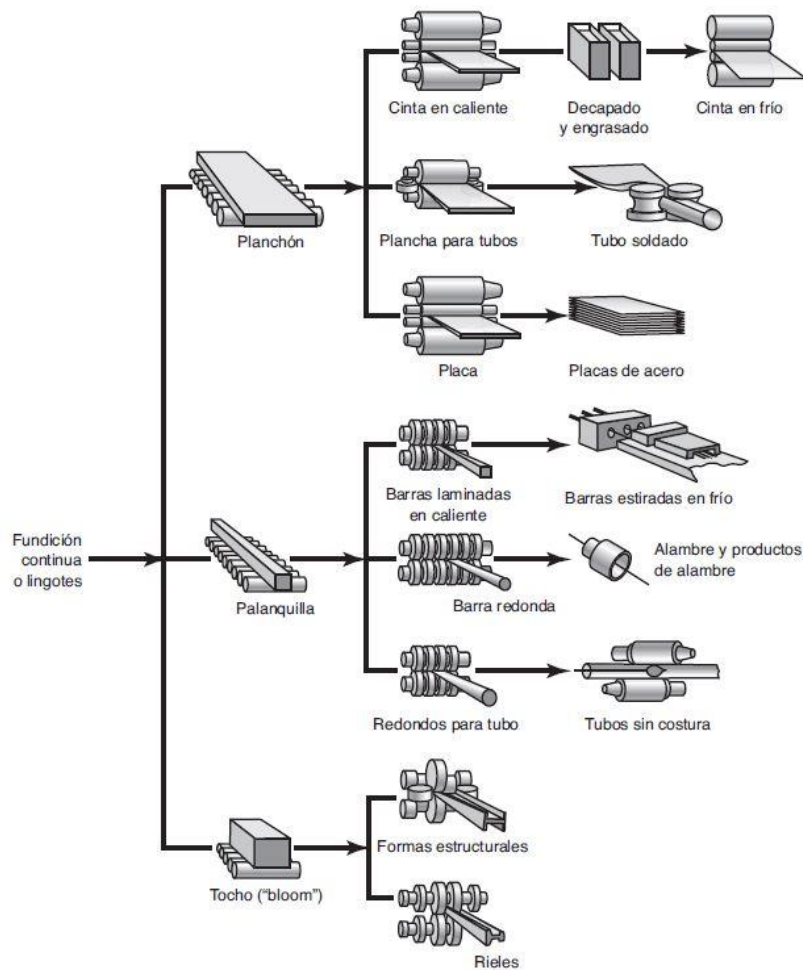 Cinta en caliente
Decapado
y engrasado
Cinta en frío
Planchón
Plancha para tubos
Tubo soldado
Placa
Placas de acero
Barras laminadas
en caliente
Barras estiradas en frío
Fundición
continua
o lingotes
Palanquilla
Barra redonda
Alambre y productos
de alambre
Redondos para tubo
Tubos sin costura
Tocho (“bloom”)
Formas estructurales
Rieles